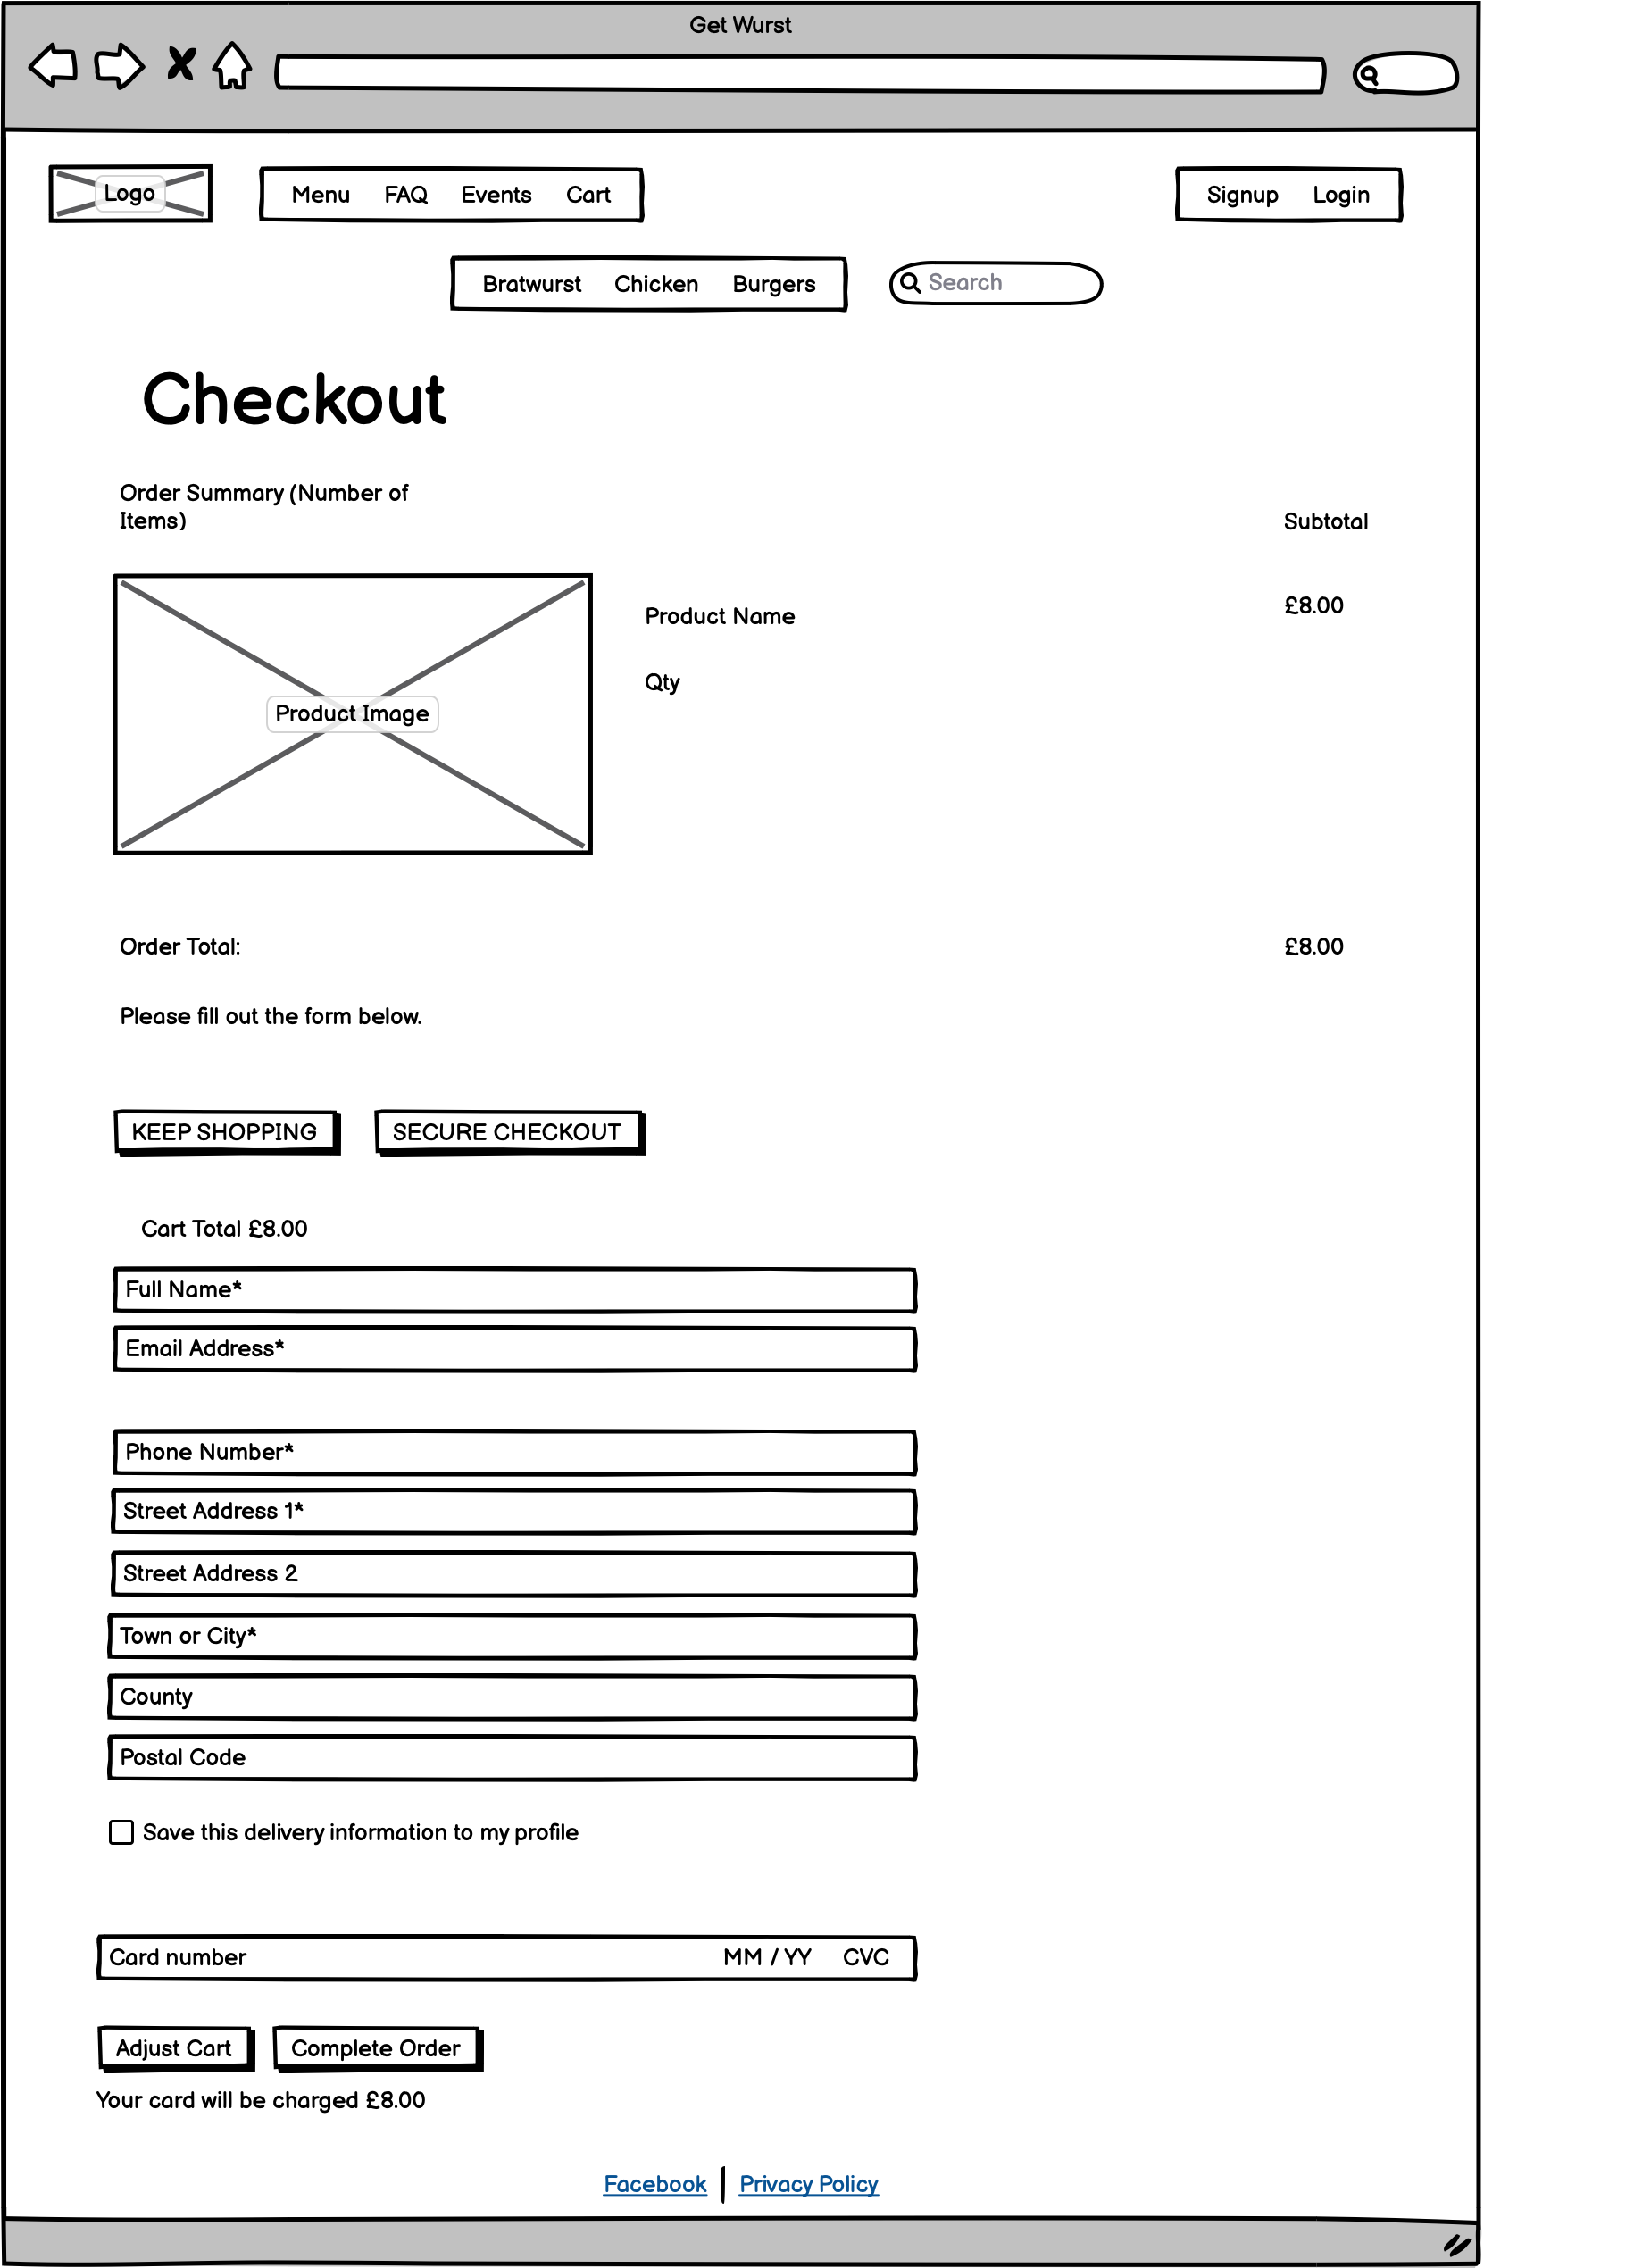 Get Wurst
Logo
Menu FAQ Events Cart
Signup Login
Bratwurst Chicken Burgers
Search
Checkout
Order Summary (Number of
Items)
Subtotal
Product Name
£8.00
Qty
Product Image
Order Total:
£8.00
Please fill out the form below.
KEEP SHOPPING
SECURE CHECKOUT
Cart Total £8.00
Full Name*
Email Address*
Phone Number*
Street Address 1*
Street Address 2
Town or City*
County
Postal Code
Save this delivery information to my profile
Card number MM / YY CVC
Adjust Cart
Complete Order
Your card will be charged £8.00
Facebook
Privacy Policy